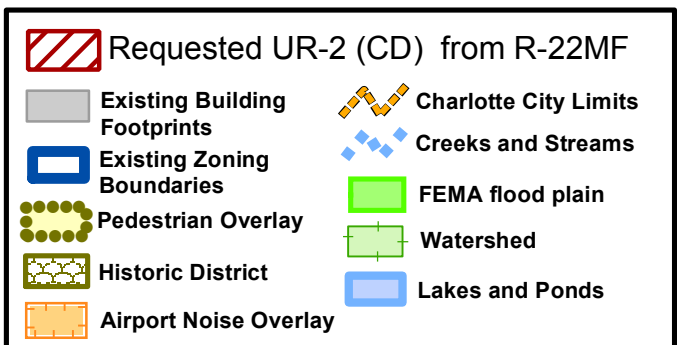 Requested UR-2 (CD) from R-22MF
Existing Building
Footprints
Existing Zoning
Boundaries
Pedestrian Overlay
Historic District
Airport Noise Overlay
Charlotte City Limits
Creeks and Streams
FEMA flood plain
Watershed
Lakes and Ponds